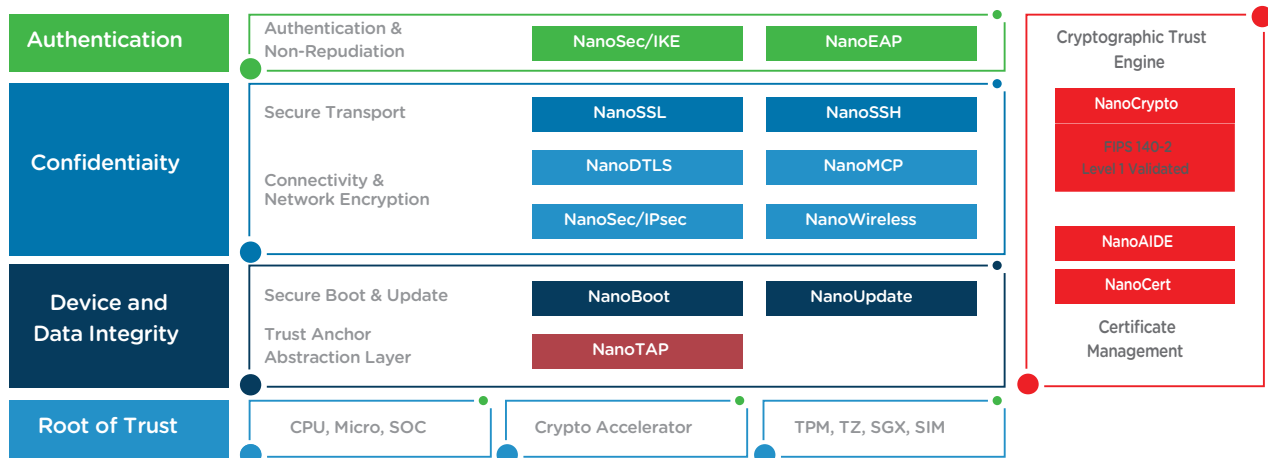 Authentication
Authentication &
Non-Repudiation
NanoSec/IKE
NanoEAP
Confidentiaity
Secure Transport
NanoSSL
NanoSSH
Connectivity &
Network Encryption
NanoDTLS
NanoMCP
NanoSec/IPsec
NanoWireless
Device and
Data Integrity
Secure Boot & Update
NanoBoot
NanoUpdate
Trust Anchor
Abstraction Layer
NanoTAP
Root of Trust
CPU, Micro, SOC
Crypto Accelerator
TPM, TZ, SGX, SIM
Cryptographic Trust
Engine
NanoCrypto
FIPS 140-2
Level 1 Validated
NanoAIDE
NanoCert
Certificate
Management